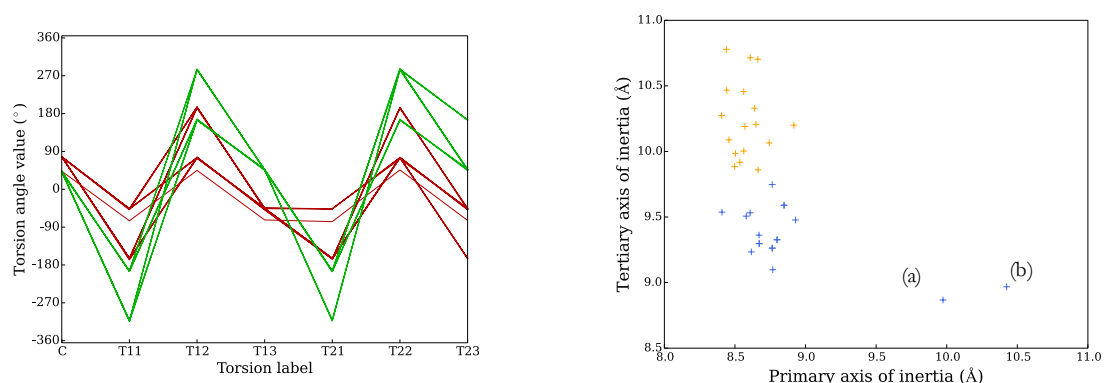 360
270
180
90
0
-90
-180
-270
-360
C T11 T12 T13 T21 T22 T23
Torsion label
Torsion angle value (°)
11.0
10.5
10.0
9.5
9.0
8.5
8.0 8.5 9.0 9.5 10.0 10.5 11.0
Primary axis of inertia (Å)
Tertiary axis of inertia (Å)
(a)
(b)